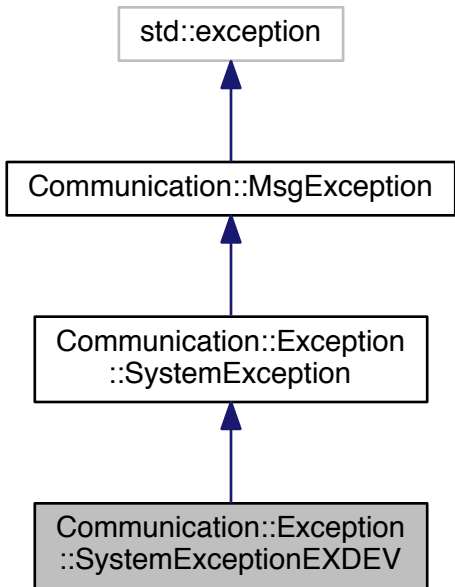 std::exception
Communication::MsgException
Communication::Exception
::SystemException
Communication::Exception
::SystemExceptionEXDEV